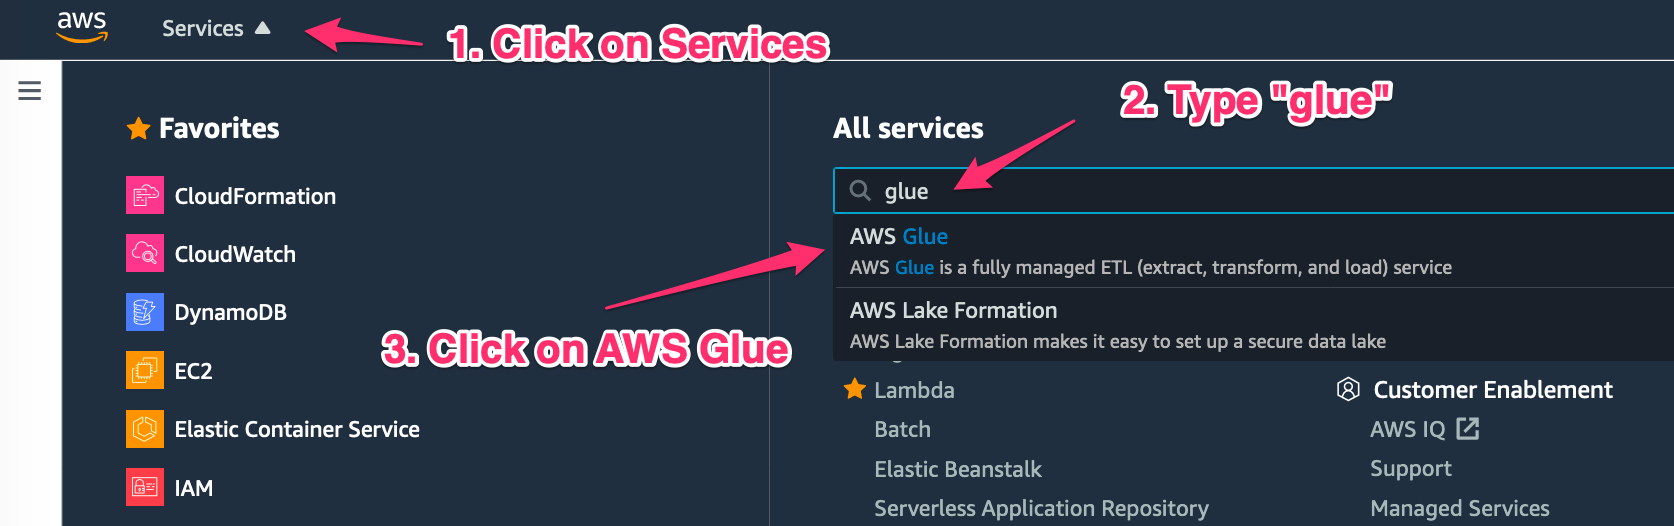 aws
Services
1. Click on Services
2. Type "glue"
Favorites
CloudFormation
CloudWatch
DynamoDB
EC2
Elastic Container Service
IAM
All services
glue
AWS Glue
AWS Glue is a fully managed ETL (extract, transform, and load) service
3. Click on AWS Glue
AWS Lake Formation
AWS Lake Formation makes it easy to set up a secure data lake
Lambda
Batch
Elastic Beanstalk
Serverless Application Repository
Customer Enablement
AWS IQ
Support
Managed Services